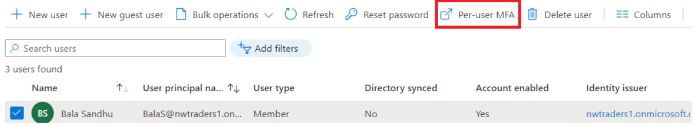 New user New guest user Bulk operations Refresh Reset password Per-user MFA Delete user Columns
Search users Add filters
3 users found
Name User principal na... User type Directory synced Account enabled Identity issuer
BS Bala Sandhu BalaS@nwtraders1.on... Member No Yes nwtraders1.onmicrosoft.